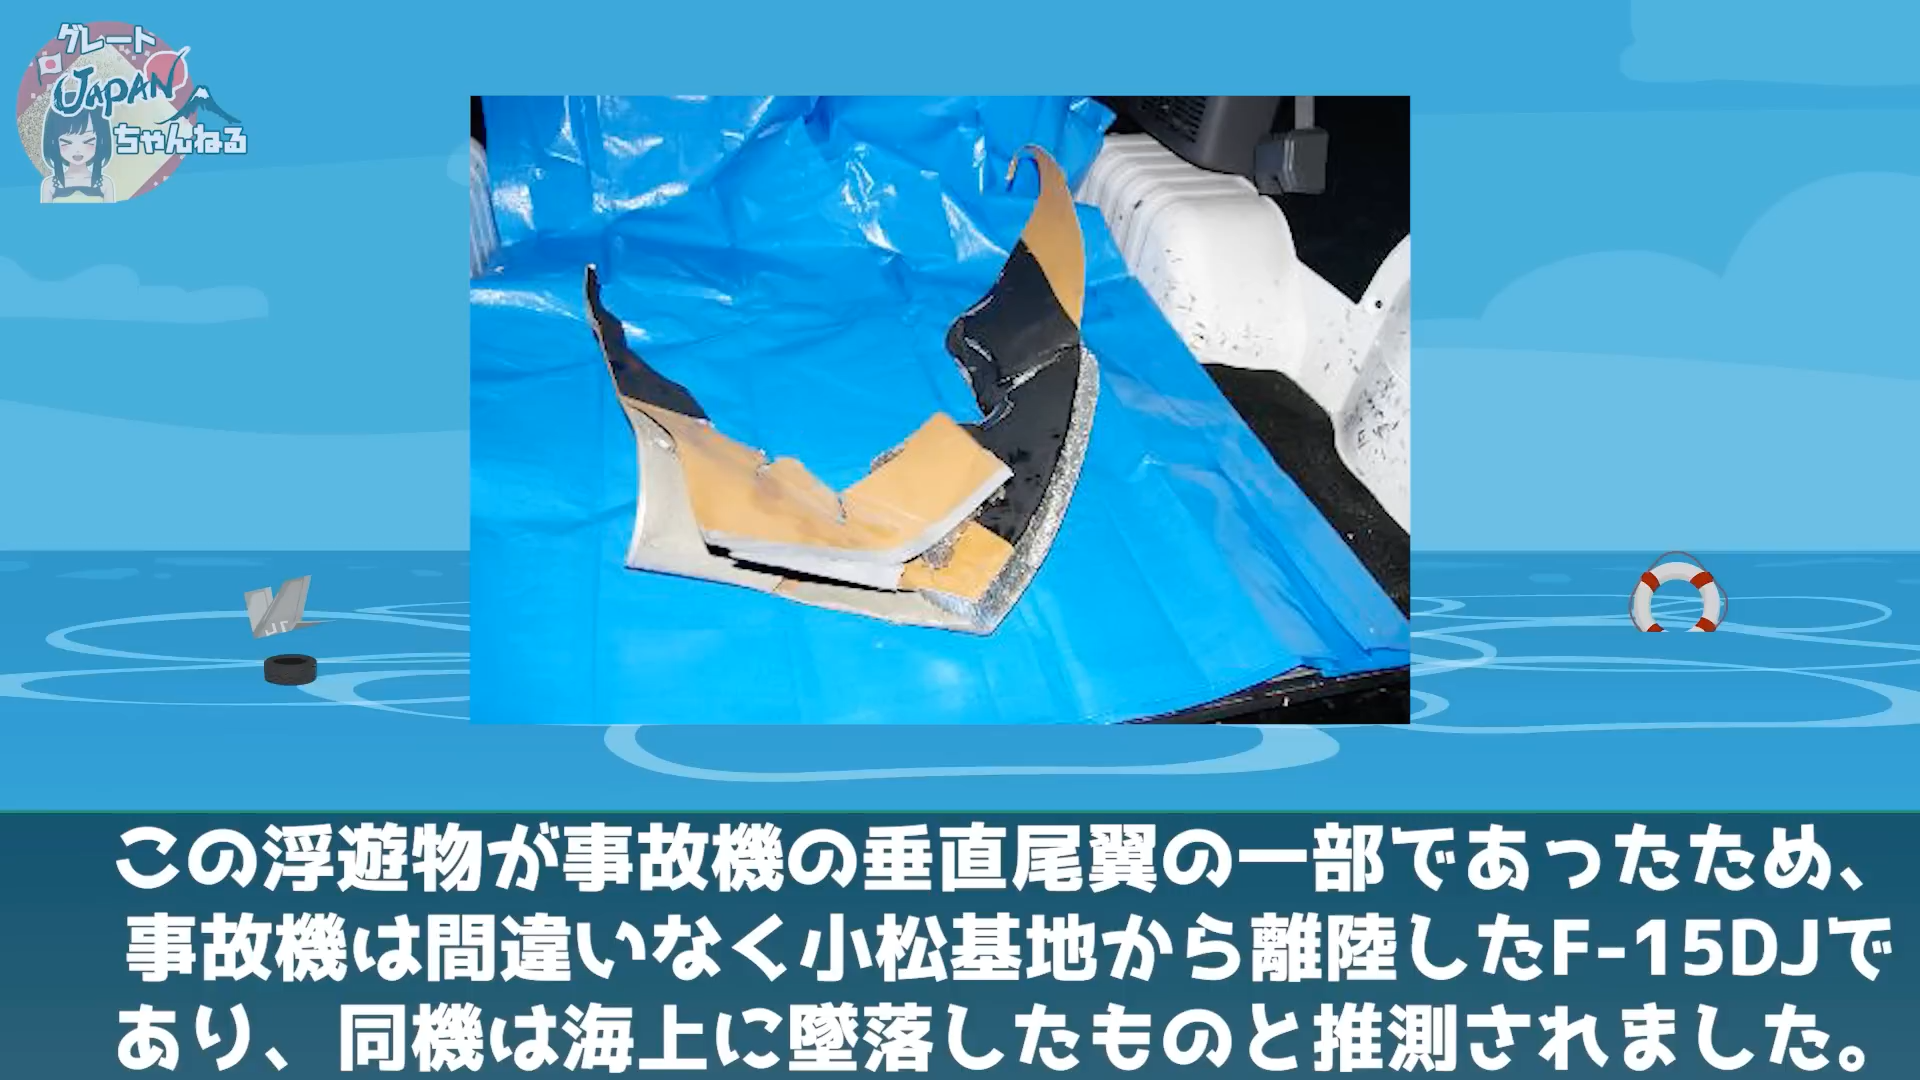 グレート
JAPAN
ちゃんねる
この浮遊物が事故機の垂直尾翼の一部であったため、
事故機は間違いなく小松基地から離陸したF-15DJで
あり、同機は海上に墜落したものと推測されました。